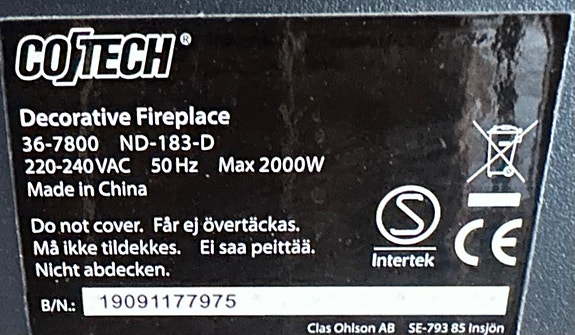 COTECH®
Decorative Fireplace
36-7800 ND-183-D
220-240VAC 50Hz Max 2000W
Made in China
Do not cover. Får ej övertäckas.
Må ikke tildekkes. Ei saa peittää.
Nicht abdecken.
S
Intertek
CE
B/N.: 19091177975
Clas Ohlson AB SE-793 85 Insjön